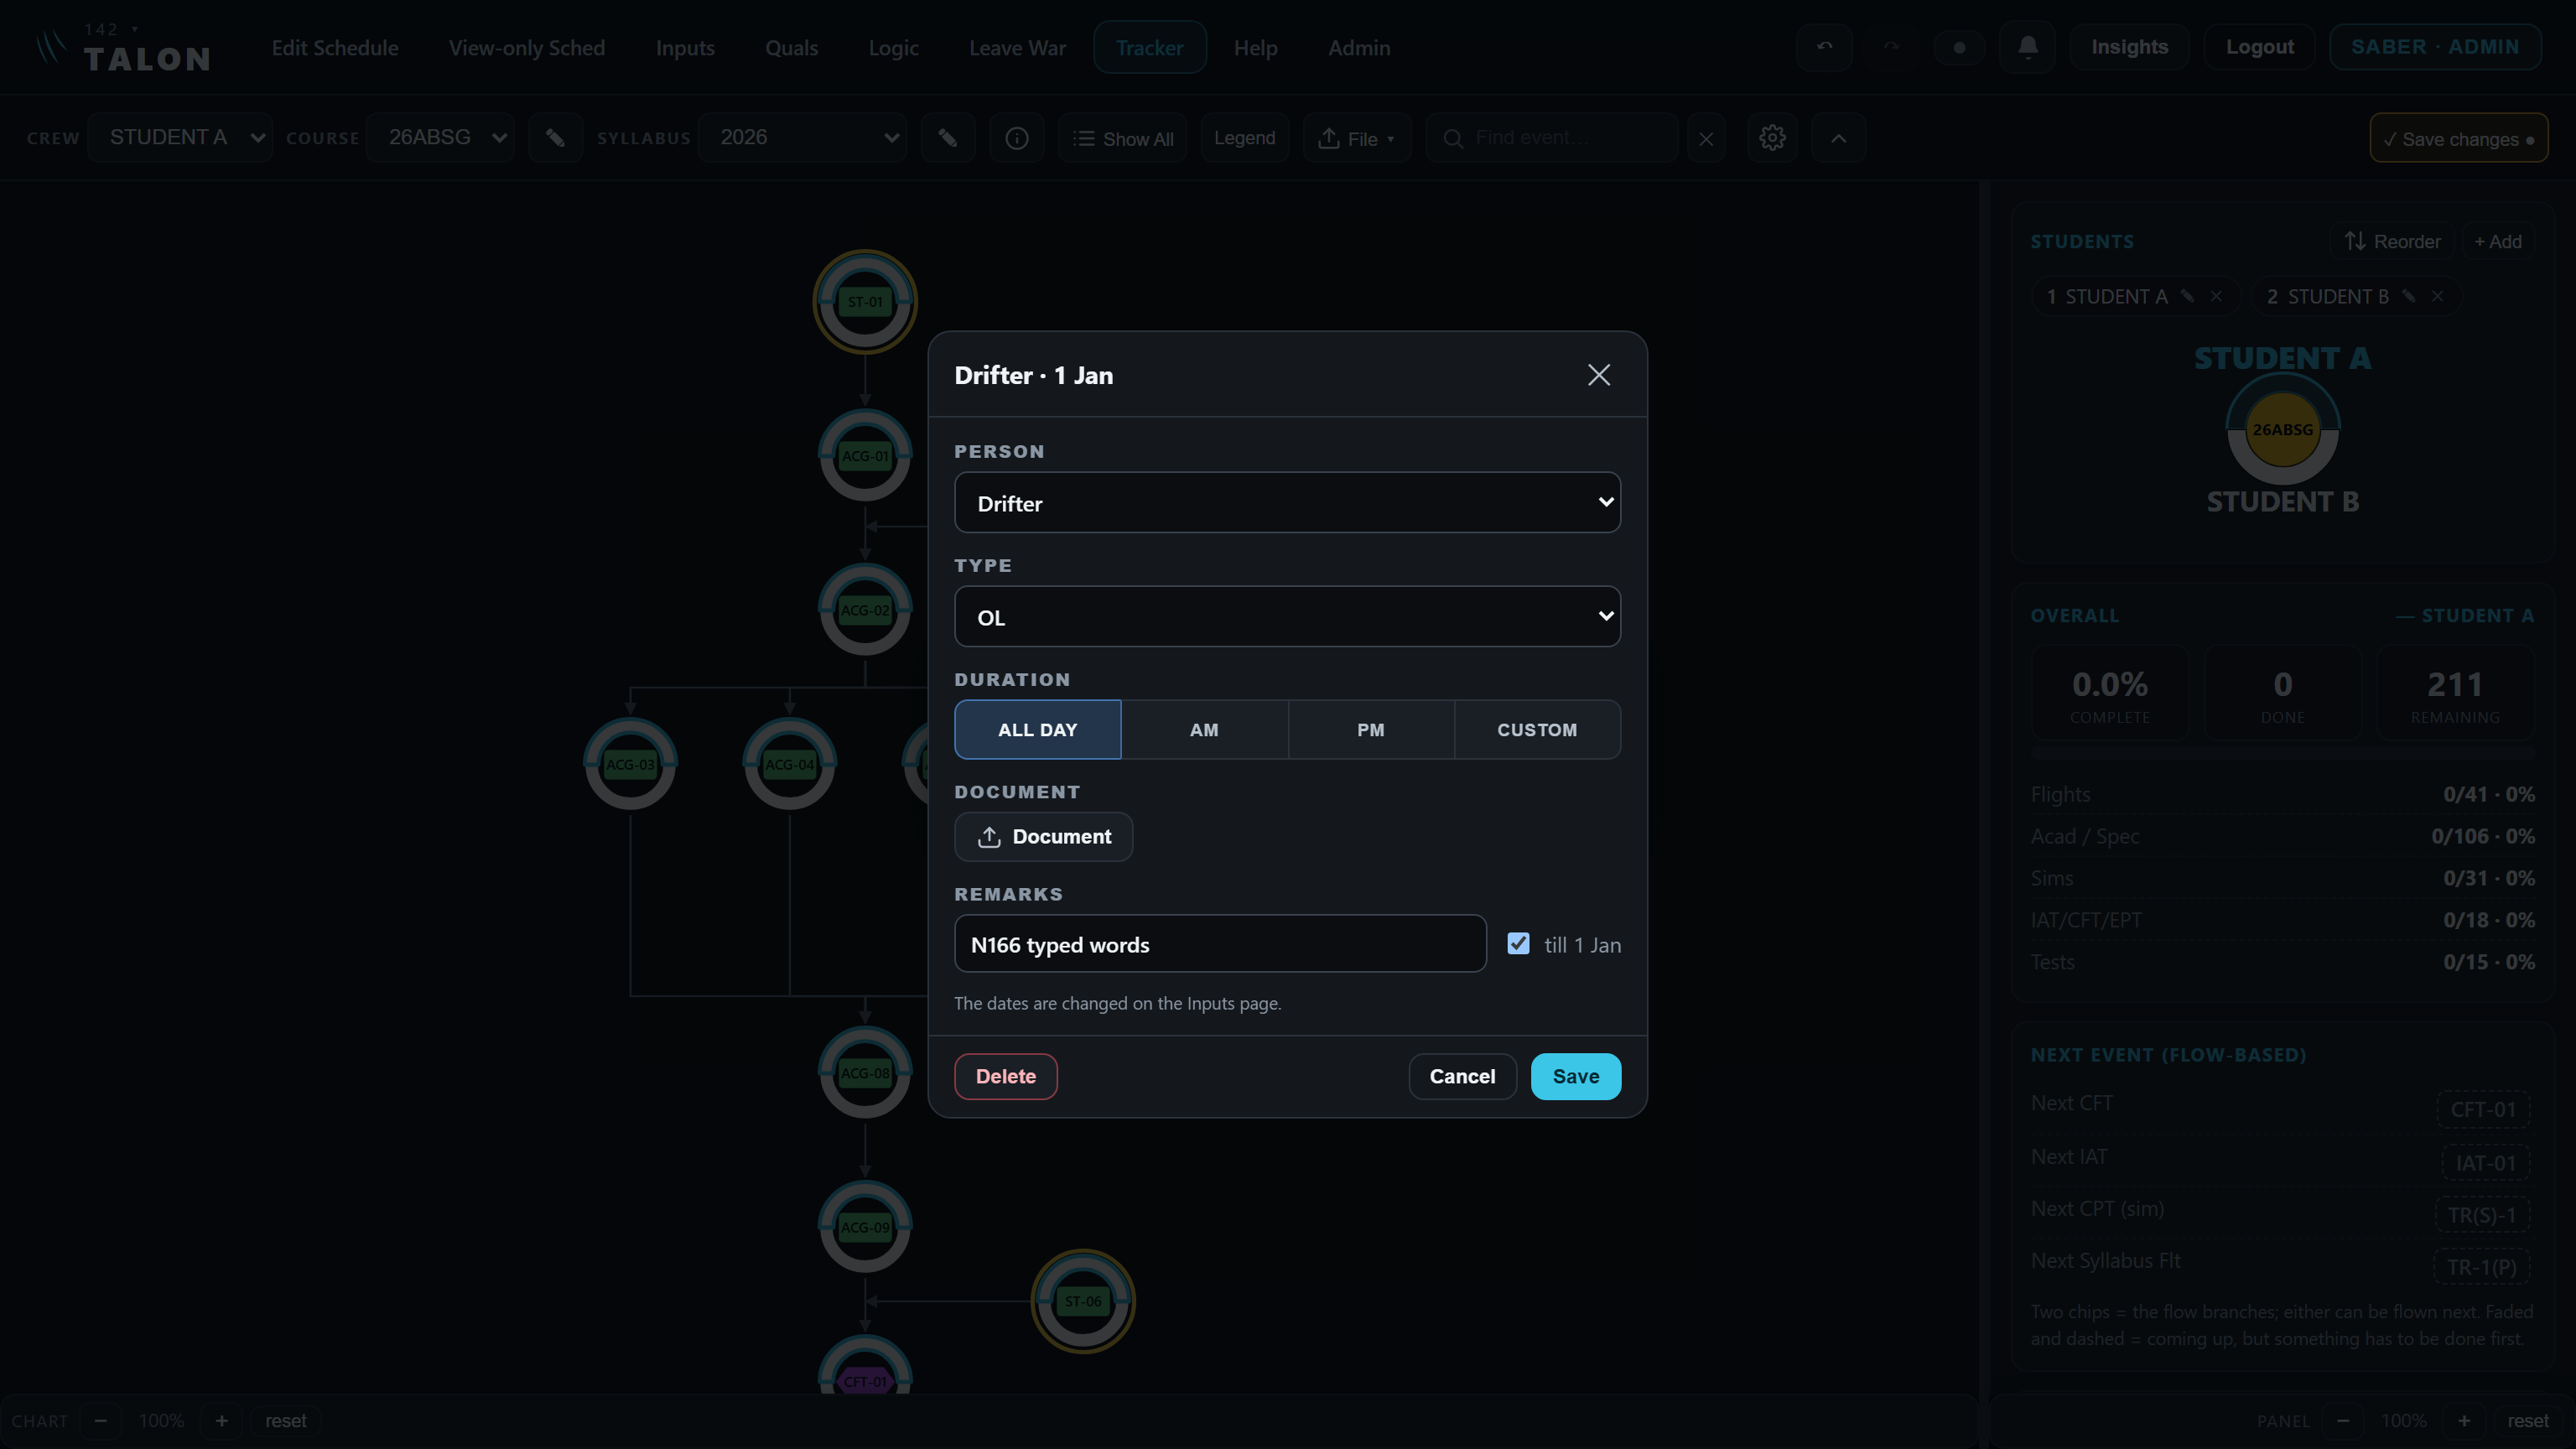 142 ▾
TALON
Edit Schedule
View-only Sched
Inputs
Quals
Logic
Leave War
Tracker
Help
Admin
Insights
Logout
SABER · ADMIN
CREW
STUDENT A
COURSE
26ABSG
SYLLABUS
2026
Show All
Legend
File ▾
Find event...
✓ Save changes ●
ST-01
ACG-01
ACG-02
ACG-03
ACG-04
ACG-08
ACG-09
ST-06
CFT-01
Drifter · 1 Jan
PERSON
Drifter
TYPE
OL
DURATION
ALL DAY
AM
PM
CUSTOM
DOCUMENT
Document
REMARKS
N166 typed words
till 1 Jan
The dates are changed on the Inputs page.
Delete
Cancel
Save
STUDENTS
Reorder
+ Add
1 STUDENT A
2 STUDENT B
STUDENT A
26ABSG
STUDENT B
OVERALL
— STUDENT A
0.0%
COMPLETE
0
DONE
211
REMAINING
Flights
0/41 · 0%
Acad / Spec
0/106 · 0%
Sims
0/31 · 0%
IAT/CFT/EPT
0/18 · 0%
Tests
0/15 · 0%
NEXT EVENT (FLOW-BASED)
Next CFT
CFT-01
Next IAT
IAT-01
Next CPT (sim)
TR(S)-1
Next Syllabus Flt
TR-1(P)
Two chips = the flow branches; either can be flown next. Faded
and dashed = coming up, but something has to be done first.
CHART
−
100%
+
reset
PANEL
−
100%
+
reset